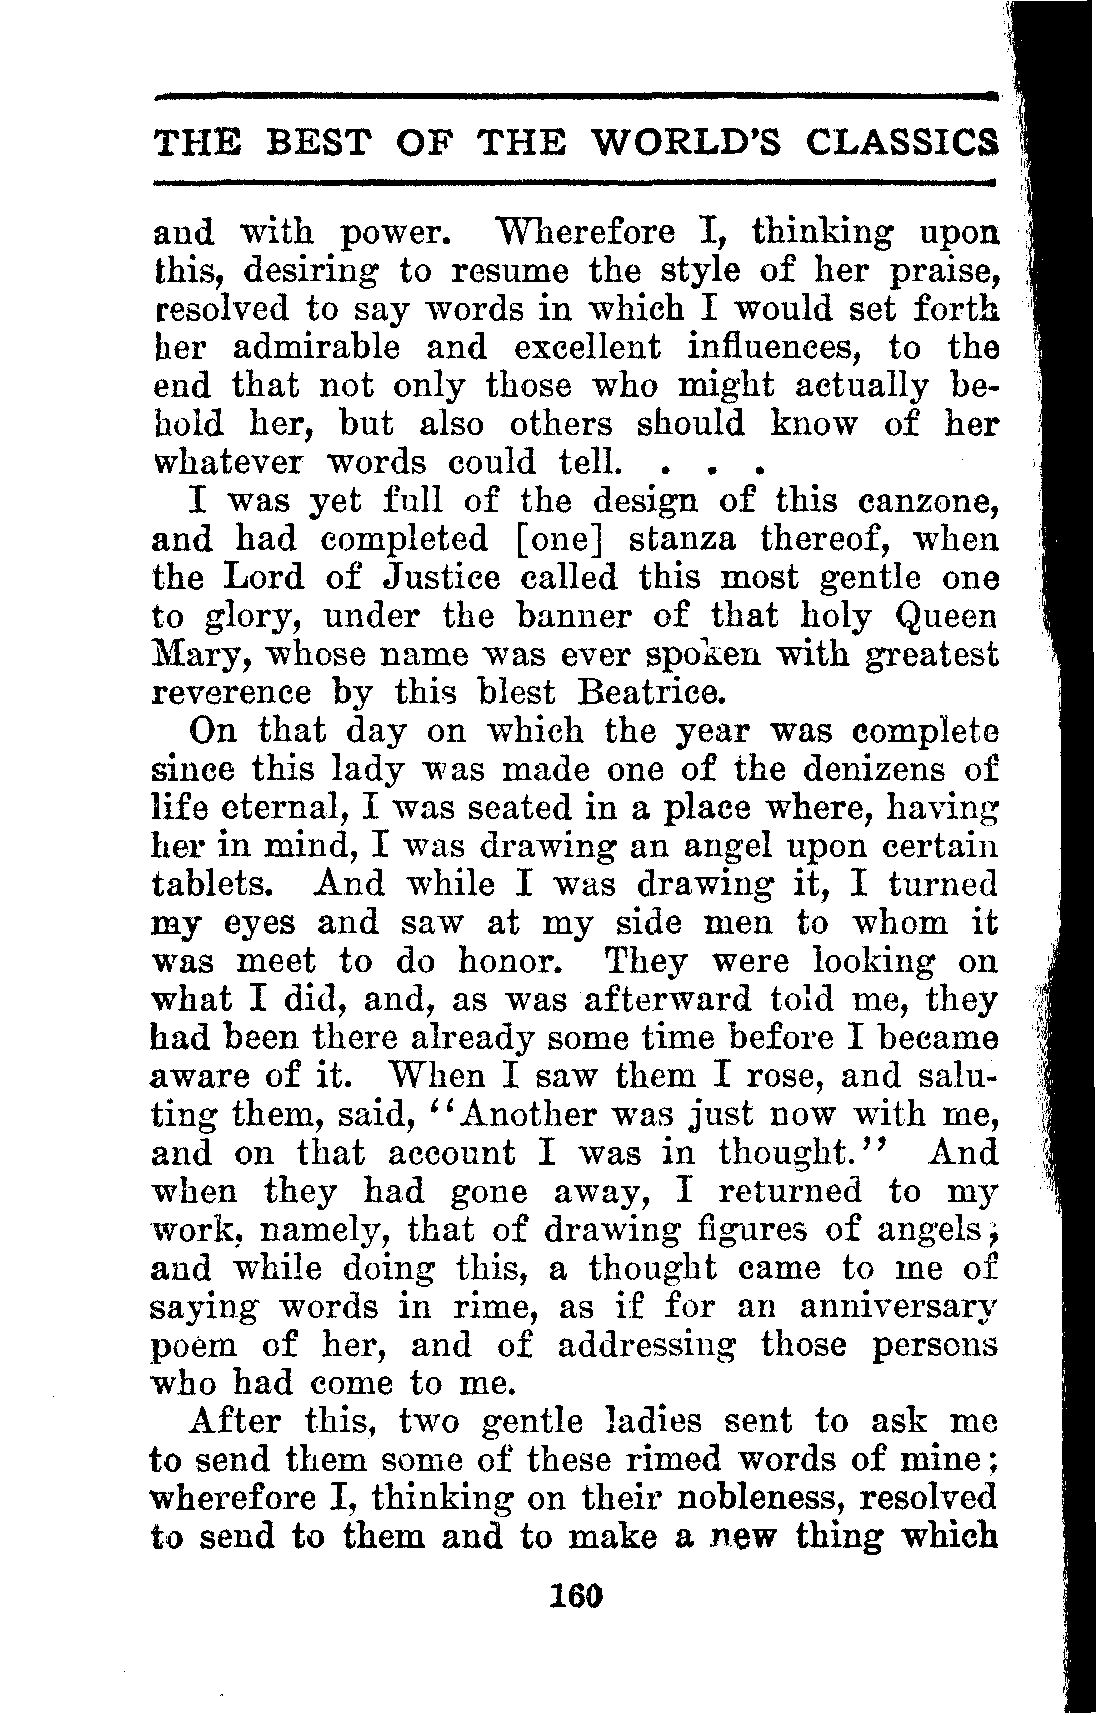 THE BEST OF THE WORLD'S CLASSICS
and with power. Wherefore I, thinking upon
this, desiring to resume the style of her praise,
resolved to say words in which I would set forth
her admirable and excellent influences, to the
end that not only those who might actually be-
hold her, but also others should know of her
whatever words could tell. . . .
I was yet full of the design of this canzone,
and had completed [one] stanza thereof, when
the Lord of Justice called this most gentle one
to glory, under the banner of that holy Queen
Mary, whose name was ever spoken with greatest
reverence by this blest Beatrice.
On that day on which the year was complete
since this lady was made one of the denizens of
life eternal, I was seated in a place where, having
her in mind, I was drawing an angel upon certain
tablets. And while I was drawing it, I turned
my eyes and saw at my side men to whom it
was meet to do honor. They were looking on
what I did, and, as was afterward told me, they
had been there already some time before I became
aware of it. When I saw them I rose, and salu-
ting them, said, "Another was just now with me,
and on that account I was in thought." And
when they had gone away, I returned to my
work, namely, that of drawing figures of angels;
and while doing this, a thought came to me of
saying words in rime, as if for an anniversary
poem of her, and of addressing those persons
who had come to me.
After this, two gentle ladies sent to ask me
to send them some of these rimed words of mine;
wherefore I, thinking on their nobleness, resolved
to send to them and to make a new thing which
160